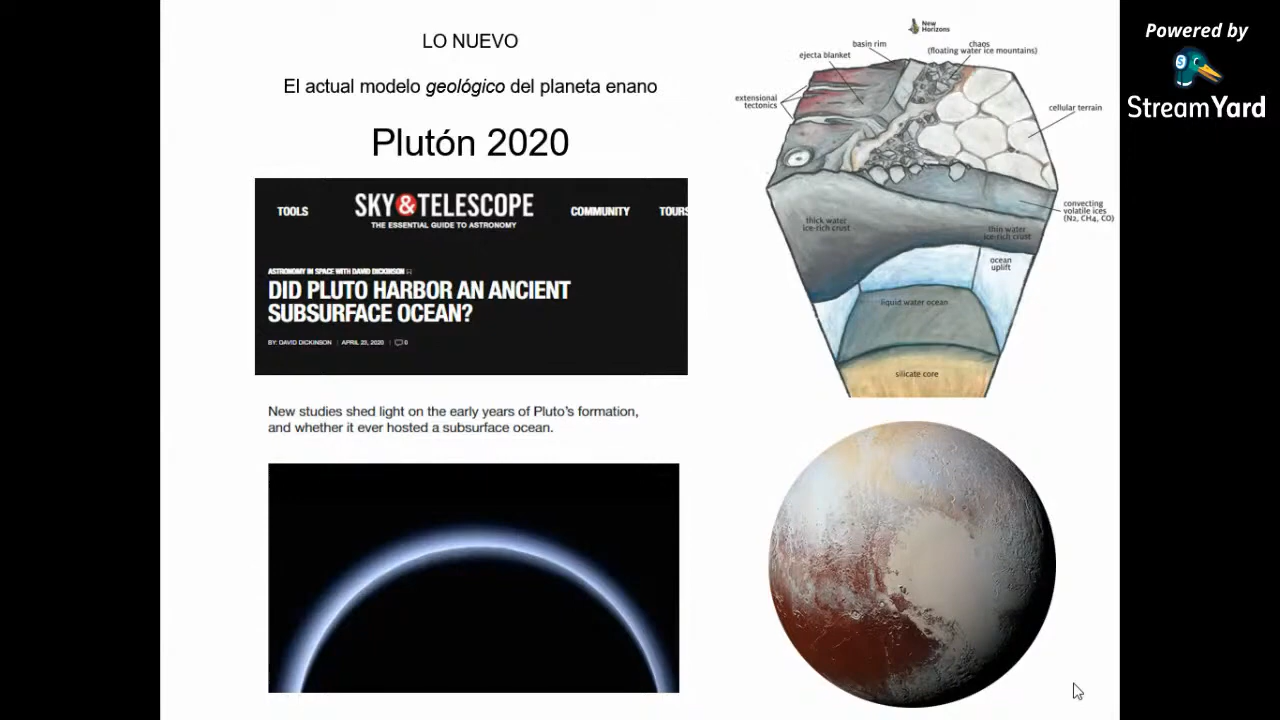 LO NUEVO
El actual modelo geológico del planeta enano
Plutón 2020
TOOLS
SKY&TELESCOPE
THE ESSENTIAL GUIDE TO ASTRONOMY
COMMUNITY
TOURS
ASTRONOMY IN SPACE WITH DAVID DICKINSON
DID PLUTO HARBOR AN ANCIENT
SUBSURFACE OCEAN?
BY: DAVID DICKINSON | APRIL 23, 2020 | 0
New studies shed light on the early years of Pluto's formation,
and whether it ever hosted a subsurface ocean.
New
Horizons
basin rim
chaos
(floating water ice mountains)
ejecta blanket
extensional
tectonics
cellular terrain
convecting
volatile ices
(N2, CH4, CO)
thick water
ice-rich crust
thin water
ice-rich crust
ocean
uplift
liquid water ocean
silicate core
Powered by
StreamYard